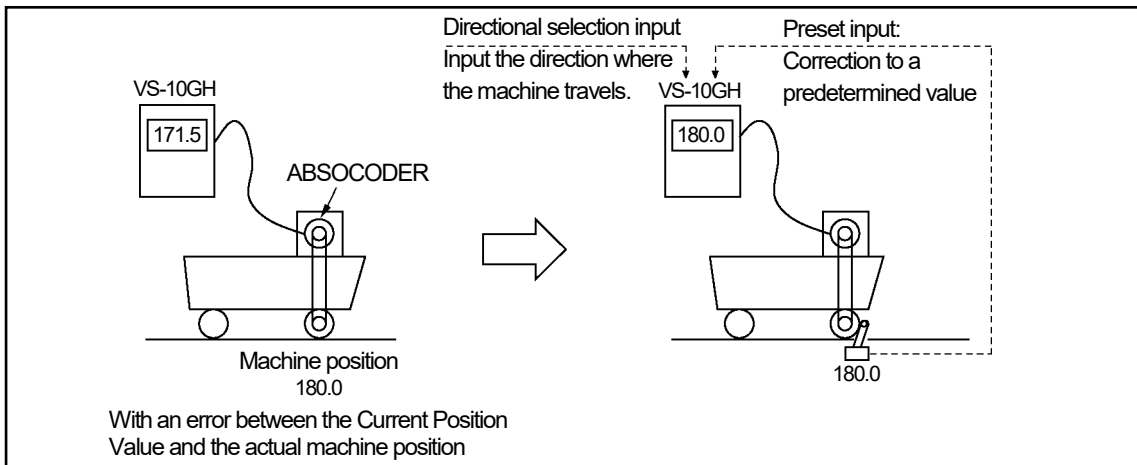 VS-10GH
171.5
ABSOCODER
Machine position
180.0
With an error between the Current Position
Value and the actual machine position
Directional selection input
Input the direction where
the machine travels.
Preset input:
Correction to a
predetermined value
VS-10GH
180.0
180.0